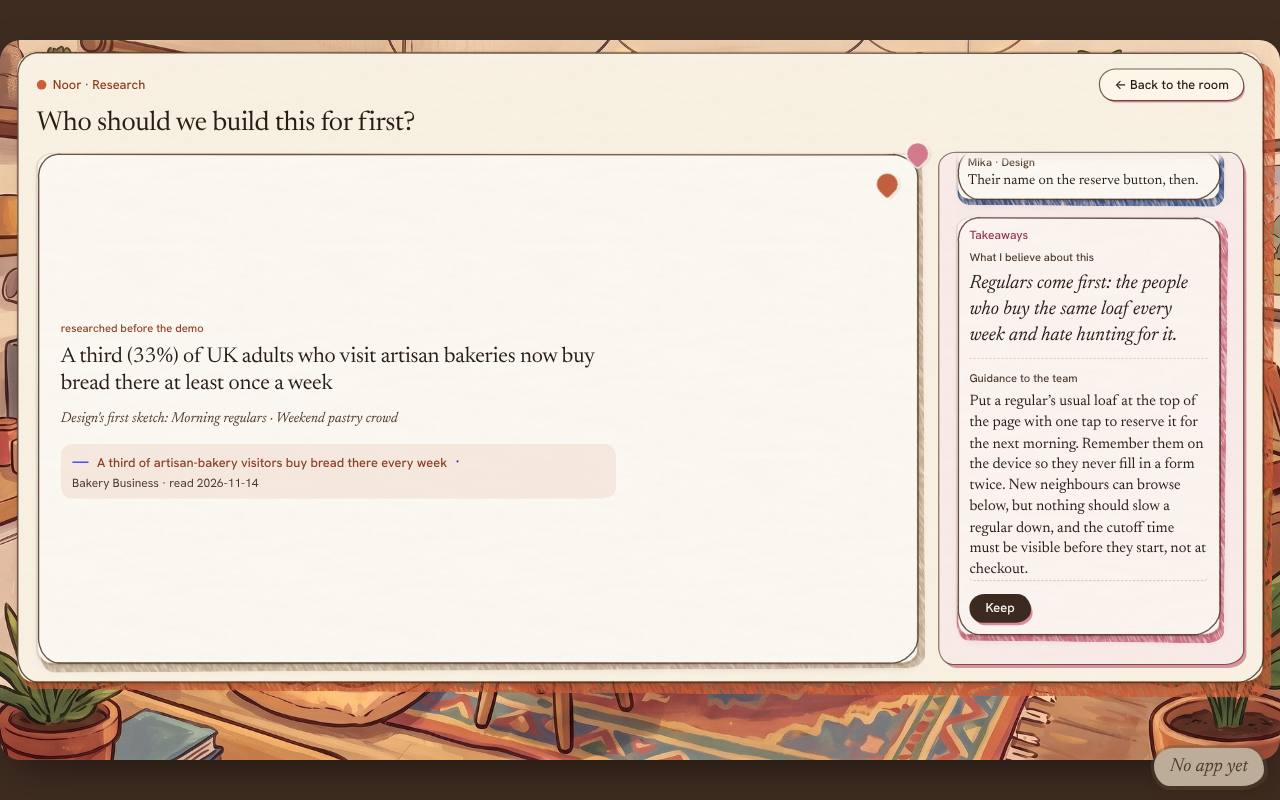 Noor · Research
← Back to the room
Who should we build this for first?
researched before the demo
A third (33%) of UK adults who visit artisan bakeries now buy
bread there at least once a week
Design's first sketch: Morning regulars · Weekend pastry crowd
— A third of artisan-bakery visitors buy bread there every week ·
Bakery Business · read 2026-11-14
Mika · Design
Their name on the reserve button, then.
Takeaways
What I believe about this
Regulars come first: the people
who buy the same loaf every
week and hate hunting for it.
Guidance to the team
Put a regular’s usual loaf at the top of
the page with one tap to reserve it for
the next morning. Remember them on
the device so they never fill in a form
twice. New neighbours can browse
below, but nothing should slow a
regular down, and the cutoff time
must be visible before they start, not at
checkout.
Keep
No app yet